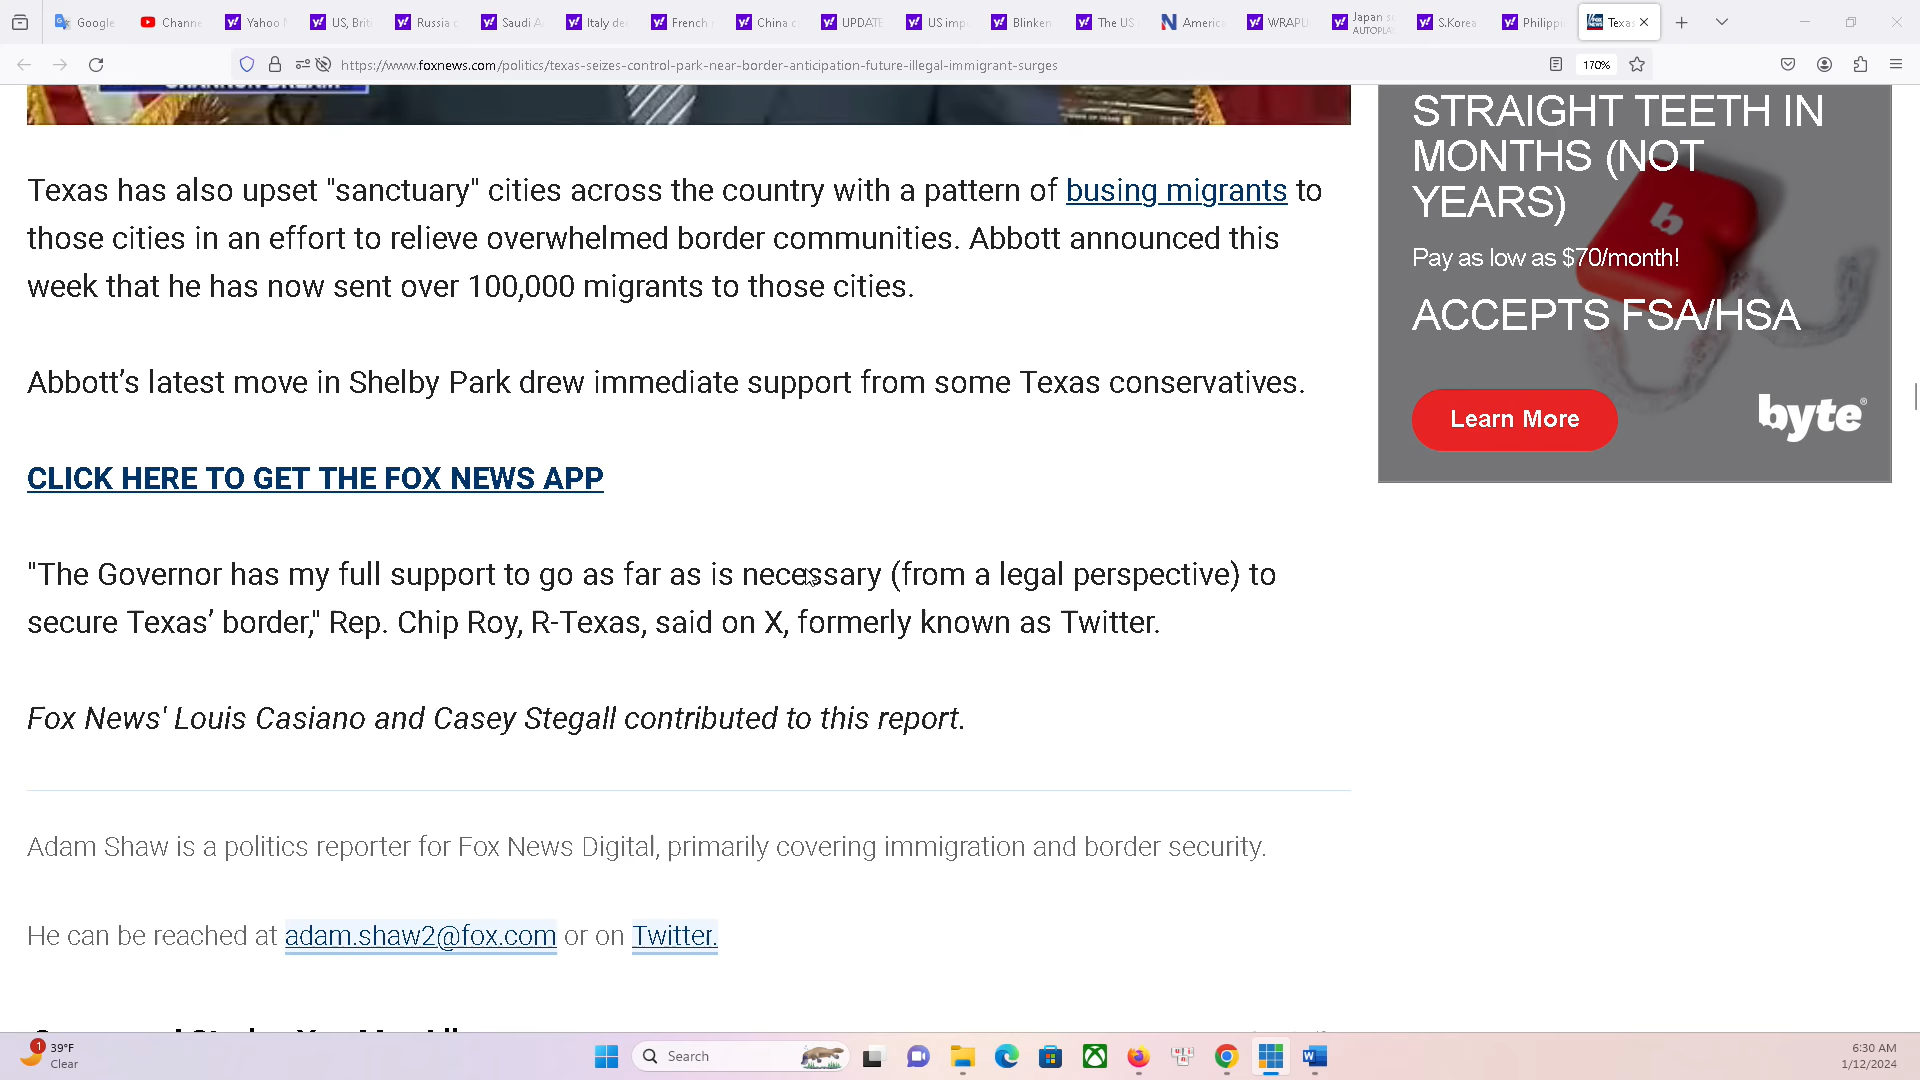 Google
Channe
Yahoo
US, Brit
Russia c
Saudi A
Italy de
French
China c
UPDATE
US imp
Blinken
The US
America
WRAPU
Japan s
AUTOPLA
S.Korea
Philippi
Texas
https://www.foxnews.com/politics/texas-seizes-control-park-near-border-anticipation-future-illegal-immigrant-surges
170%
Texas has also upset "sanctuary" cities across the country with a pattern of busing migrants to
those cities in an effort to relieve overwhelmed border communities. Abbott announced this
week that he has now sent over 100,000 migrants to those cities.
Abbott’s latest move in Shelby Park drew immediate support from some Texas conservatives.
CLICK HERE TO GET THE FOX NEWS APP
"The Governor has my full support to go as far as is necessary (from a legal perspective) to
secure Texas’ border," Rep. Chip Roy, R-Texas, said on X, formerly known as Twitter.
Fox News' Louis Casiano and Casey Stegall contributed to this report.
Adam Shaw is a politics reporter for Fox News Digital, primarily covering immigration and border security.
He can be reached at adam.shaw2@fox.com or on Twitter.
STRAIGHT TEETH IN
MONTHS (NOT
YEARS)
Pay as low as $70/month!
ACCEPTS FSA/HSA
Learn More
byte
b
1
39°F
Clear
Search
6:30 AM
1/12/2024